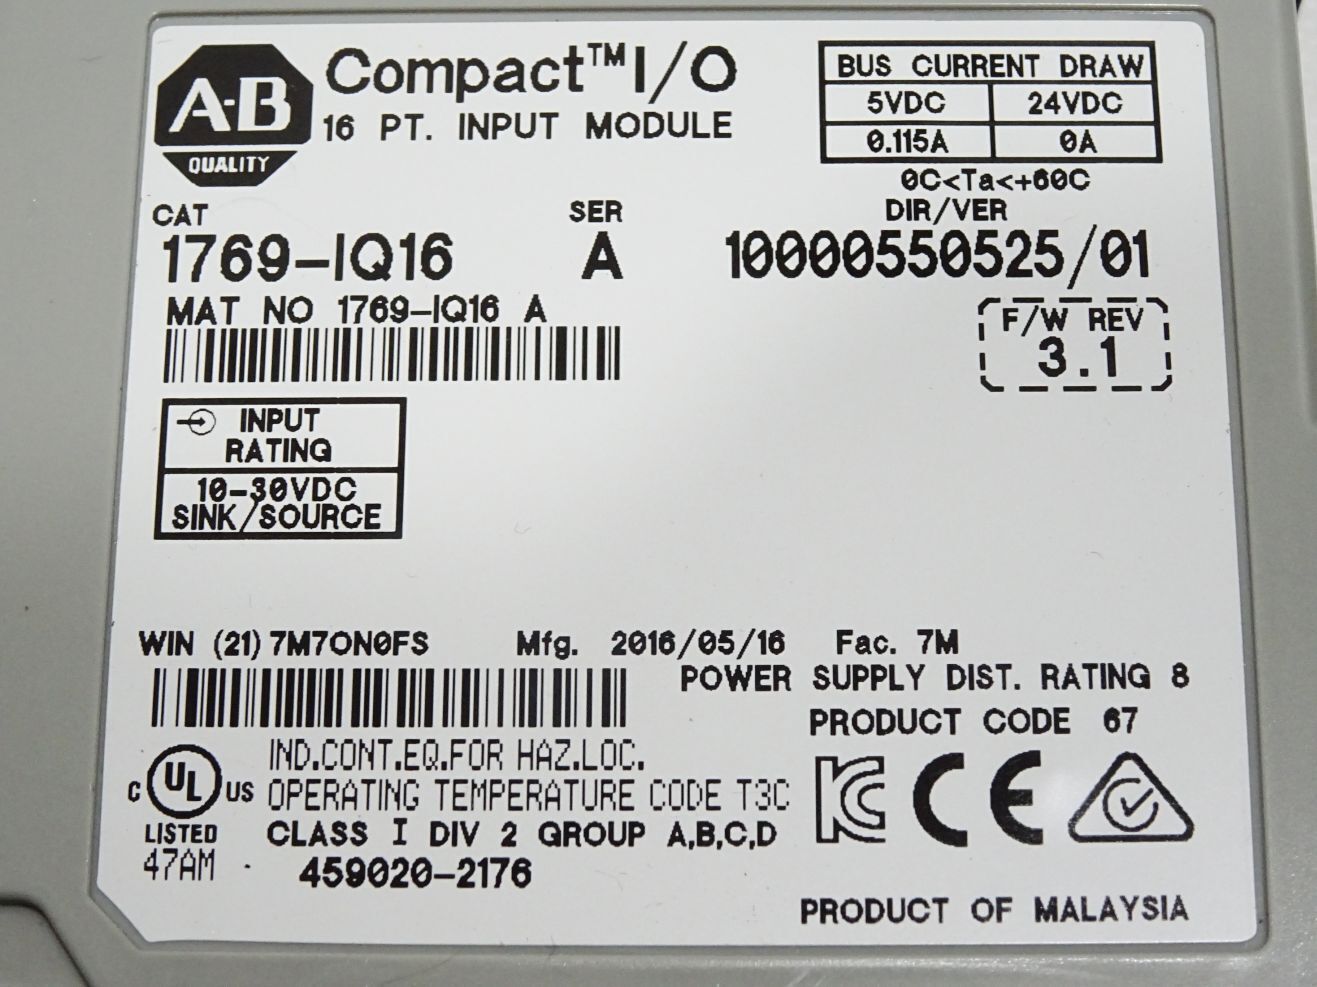 A-B
QUALITY
Compact™ I/O
16 PT. INPUT MODULE
BUS CURRENT DRAW
5VDC 24VDC
0.115A 0A
0C<Ta<+60C
CAT SER DIR/VER
1769-IQ16 A 10000550525/01
MAT NO 1769-IQ16 A
F/W REV
3.1
INPUT
RATING
10-30VDC
SINK/SOURCE
WIN (21) 7M7ON0FS Mfg. 2016/05/16 Fac. 7M
POWER SUPPLY DIST. RATING 8
PRODUCT CODE 67
IND.CONT.EQ.FOR HAZ.LOC.
C UL US OPERATING TEMPERATURE CODE T3C
LISTED CLASS I DIV 2 GROUP A,B,C,D
47AM 459020-2176
KC CE
PRODUCT OF MALAYSIA